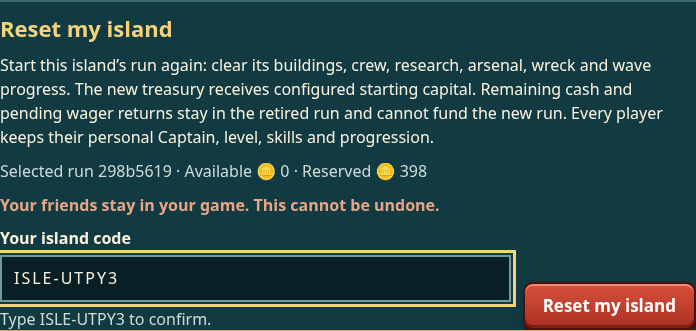 Reset my island
Start this island’s run again: clear its buildings, crew, research, arsenal, wreck and wave
progress. The new treasury receives configured starting capital. Remaining cash and
pending wager returns stay in the retired run and cannot fund the new run. Every player
keeps their personal Captain, level, skills and progression.
Selected run 298b5619 · Available 🪙 0 · Reserved 🪙 398
Your friends stay in your game. This cannot be undone.
Your island code
ISLE-UTPY3
Reset my island
Type ISLE-UTPY3 to confirm.